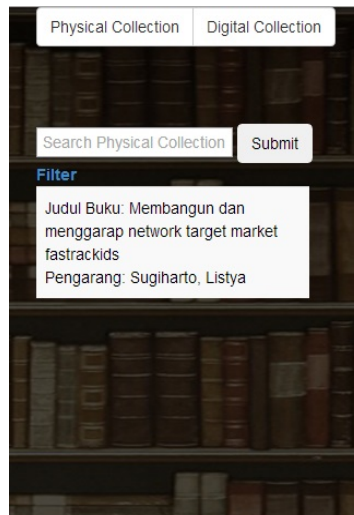 Physical Collection Digital Collection
Search Physical Collection Submit
Filter
Judul Buku: Membangun dan
menggarap network target market
fastrackids
Pengarang: Sugiharto, Listya